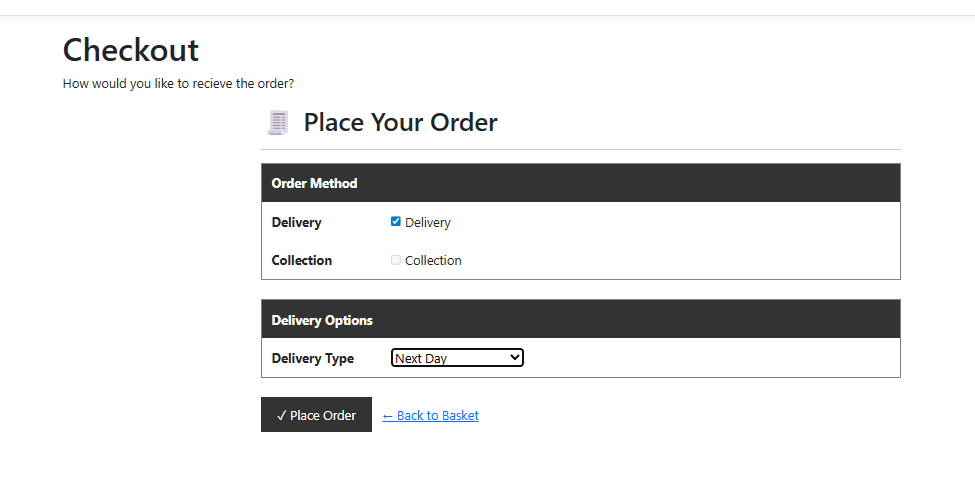 Checkout
How would you like to recieve the order?
Place Your Order
Order Method
Delivery Delivery
Collection Collection
Delivery Options
Delivery Type Next Day
✓ Place Order ← Back to Basket